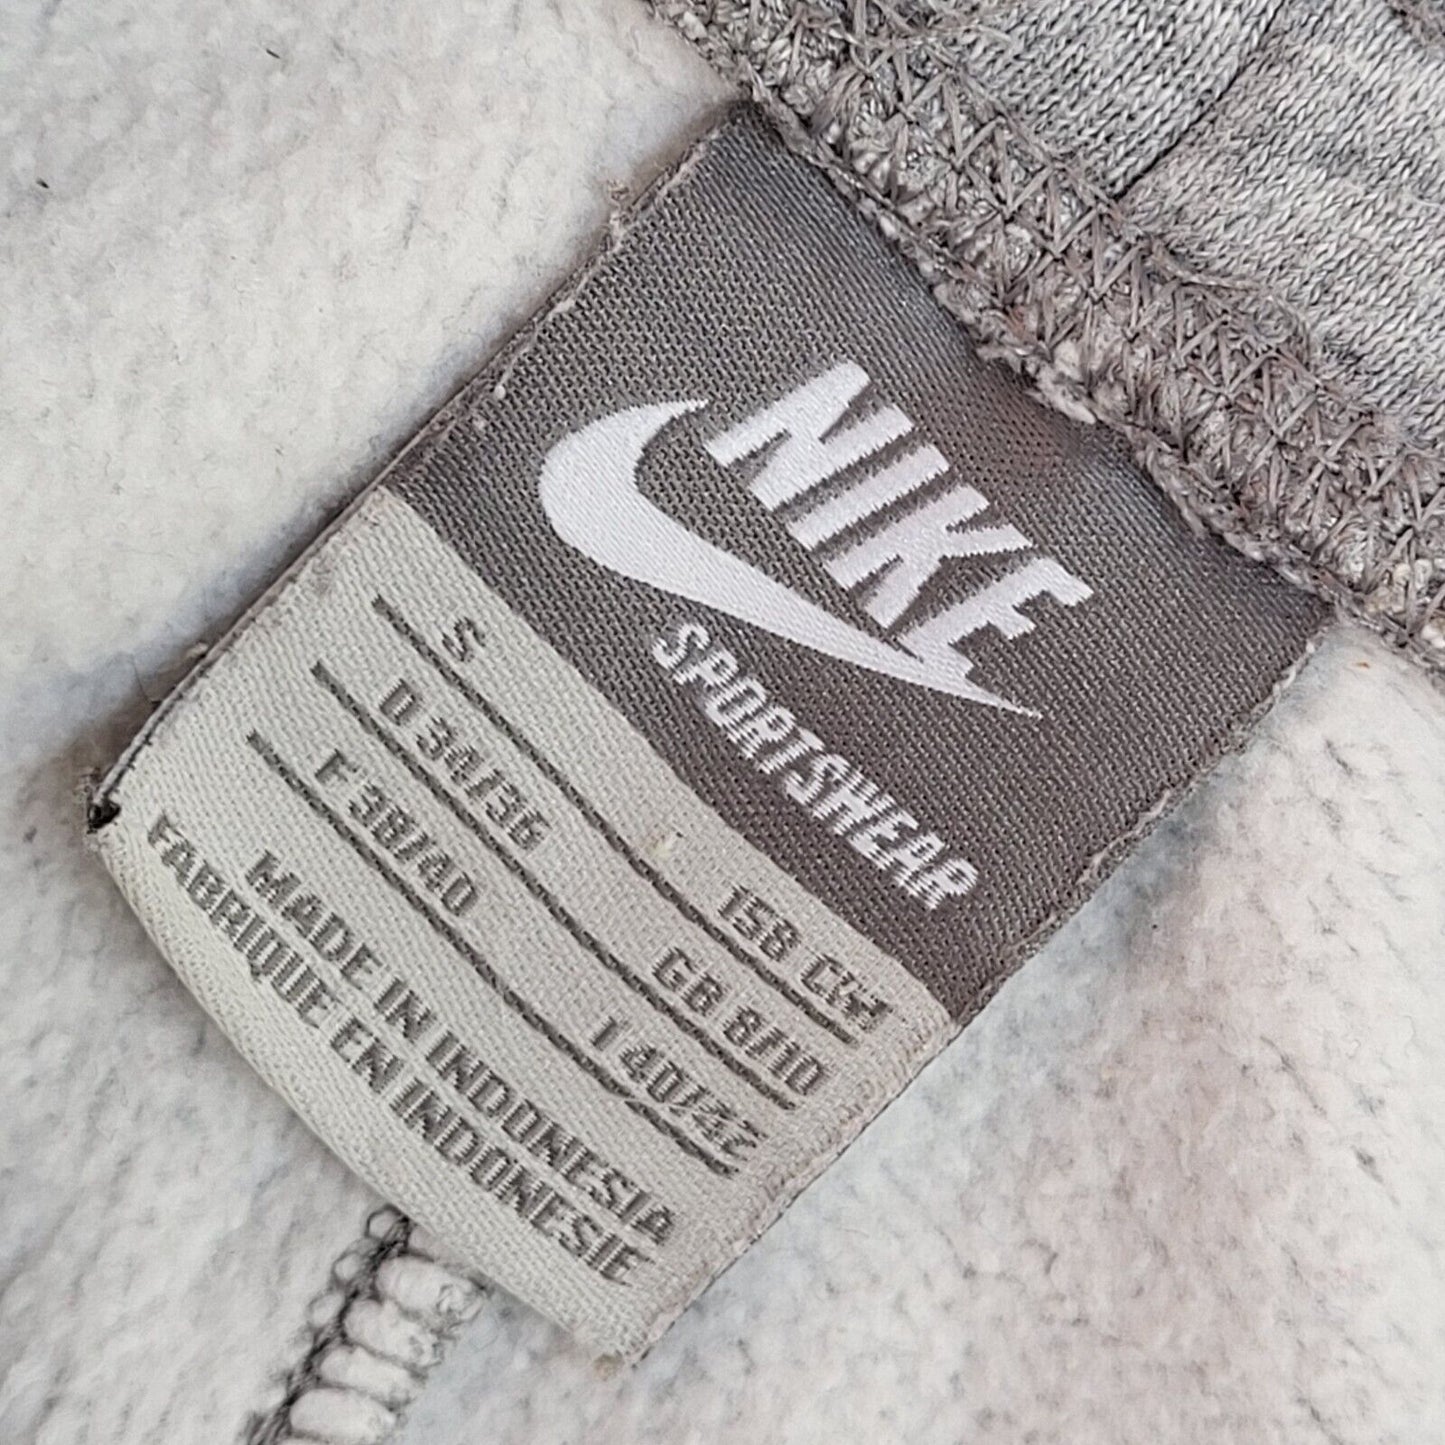 NIKE
SPORTSWEAR
S 158 CM
D 34/36 GB 8/10
F 38/40 I 40/42
MADE IN INDONESIA
FABRIQUE EN INDONESIE